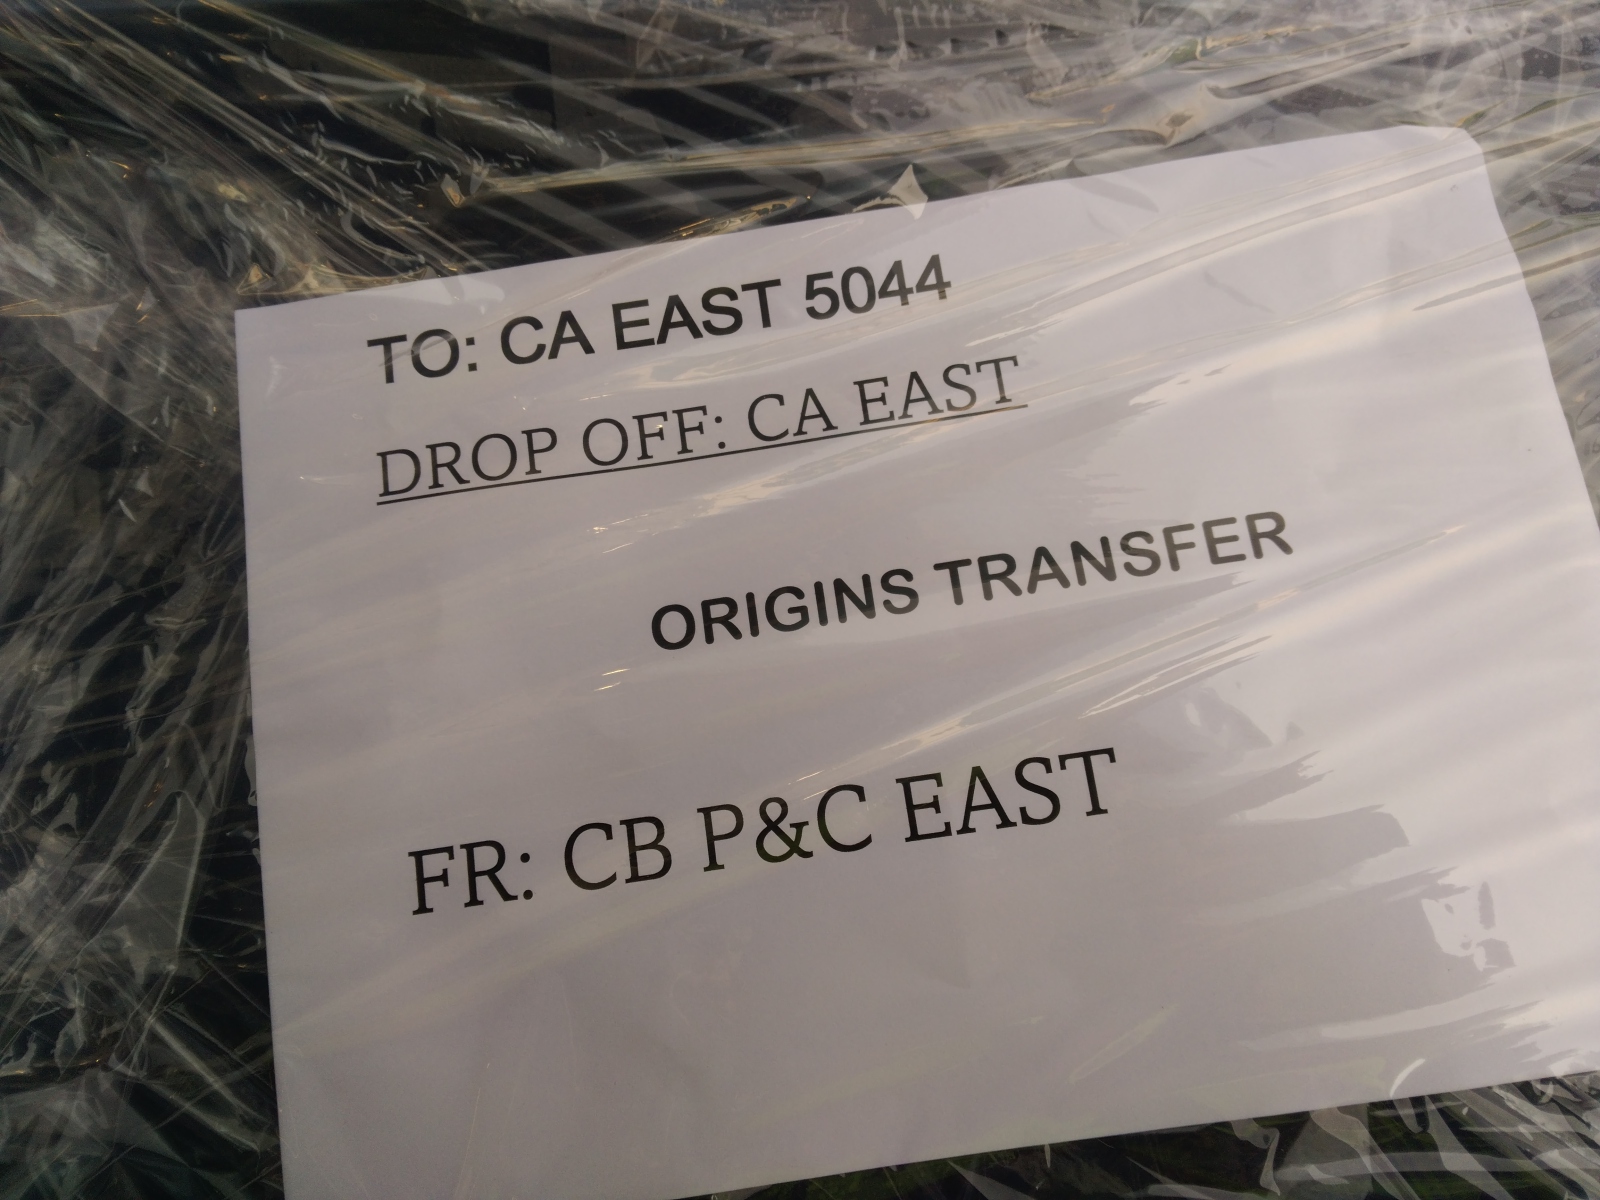 TO: CA EAST 5044
DROP OFF: CA EAST
ORIGINS TRANSFER
FR: CB P&C EAST